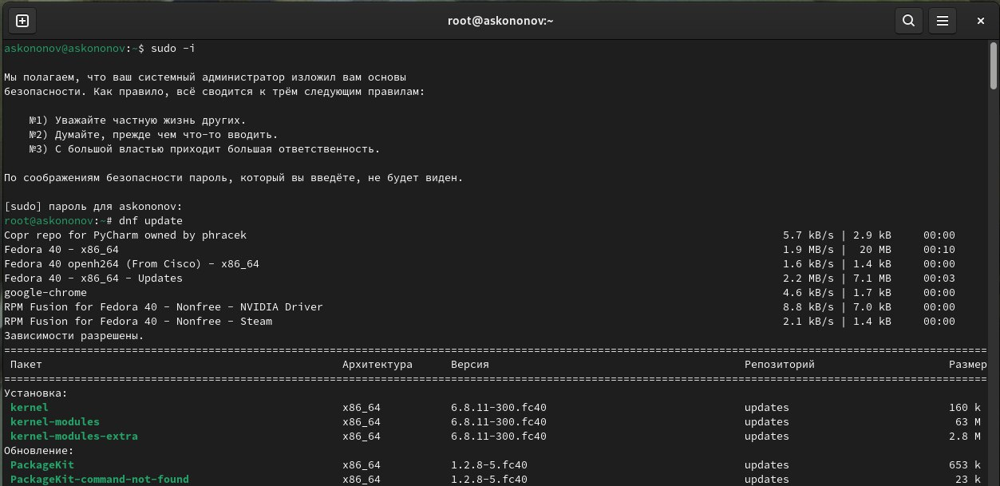 root@askononov:~
askononov@askononov:~$ sudo -i
Мы полагаем, что ваш системный администратор изложил вам основы
безопасности. Как правило, всё сводится к трём следующим правилам:
№1) Уважайте частную жизнь других.
№2) Думайте, прежде чем что-то вводить.
№3) С большой властью приходит большая ответственность.
По соображениям безопасности пароль, который вы введёте, не будет виден.
[sudo] пароль для askononov:
root@askononov:~# dnf update
Copr repo for PyCharm owned by phracek 5.7 kB/s | 2.9 kB 00:00
Fedora 40 - x86_64 1.9 MB/s | 20 MB 00:10
Fedora 40 openh264 (From Cisco) - x86_64 1.6 kB/s | 1.4 kB 00:00
Fedora 40 - x86_64 - Updates 2.2 MB/s | 7.1 MB 00:03
google-chrome 4.6 kB/s | 1.7 kB 00:00
RPM Fusion for Fedora 40 - Nonfree - NVIDIA Driver 8.8 kB/s | 7.0 kB 00:00
RPM Fusion for Fedora 40 - Nonfree - Steam 2.1 kB/s | 1.4 kB 00:00
Зависимости разрешены.
Пакет Архитектура Версия Репозиторий Размер
Установка:
kernel x86_64 6.8.11-300.fc40 updates 160 k
kernel-modules x86_64 6.8.11-300.fc40 updates 63 M
kernel-modules-extra x86_64 6.8.11-300.fc40 updates 2.8 M
Обновление:
PackageKit x86_64 1.2.8-5.fc40 updates 653 k
PackageKit-command-not-found x86_64 1.2.8-5.fc40 updates 23 k